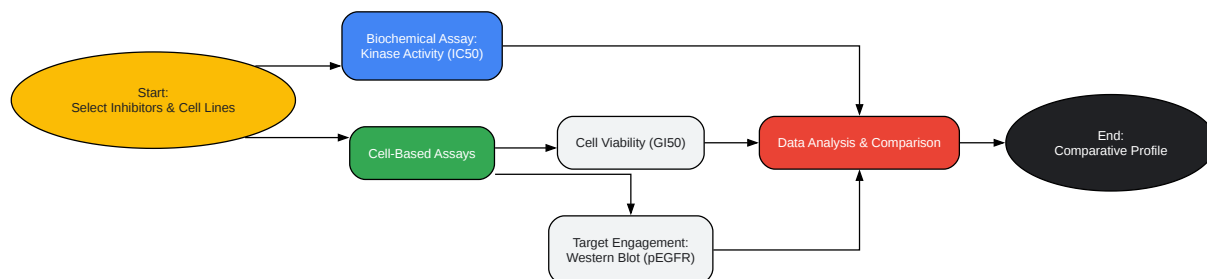 Start:
Select Inhibitors & Cell Lines
Biochemical Assay:
Kinase Activity (IC50)
Cell-Based Assays
Cell Viability (GI50)
Target Engagement:
Western Blot (pEGFR)
Data Analysis & Comparison
End:
Comparative Profile